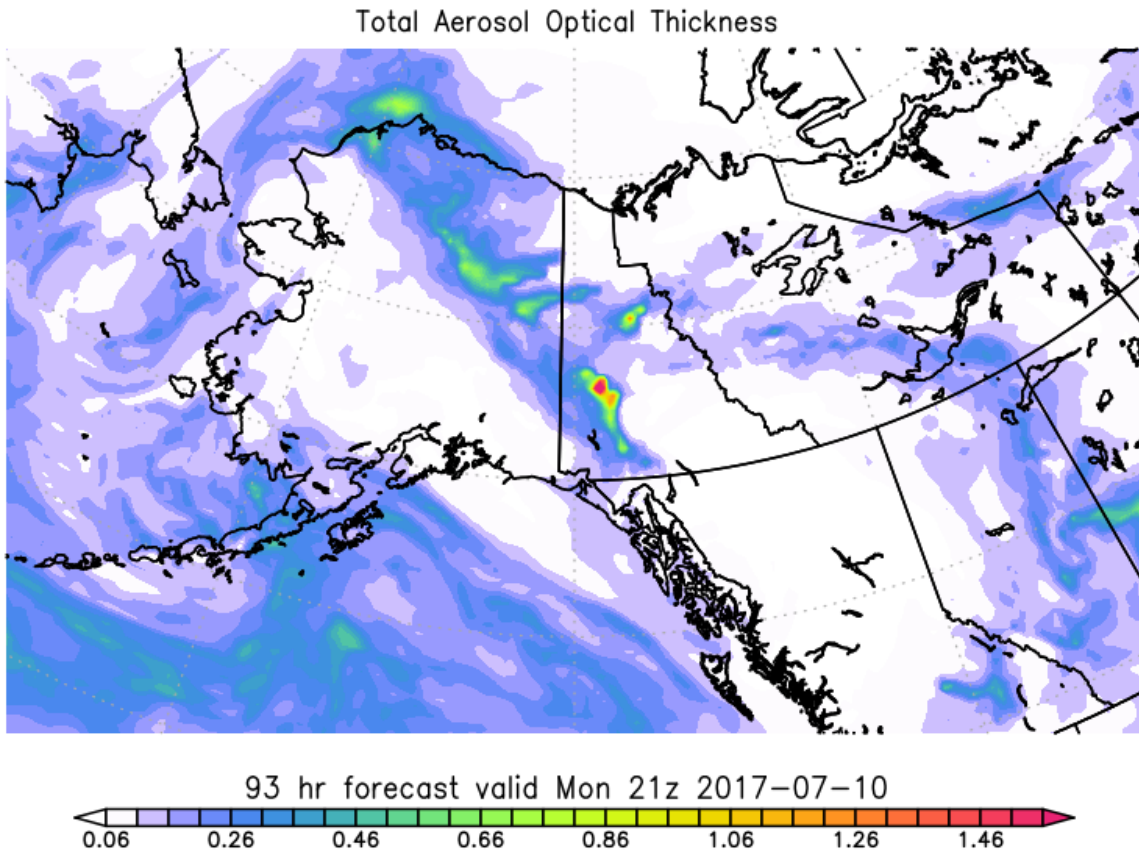 Total Aerosol Optical Thickness
93 hr forecast valid Mon 21z 2017-07-10
0.06 0.26 0.46 0.66 0.86 1.06 1.26 1.46